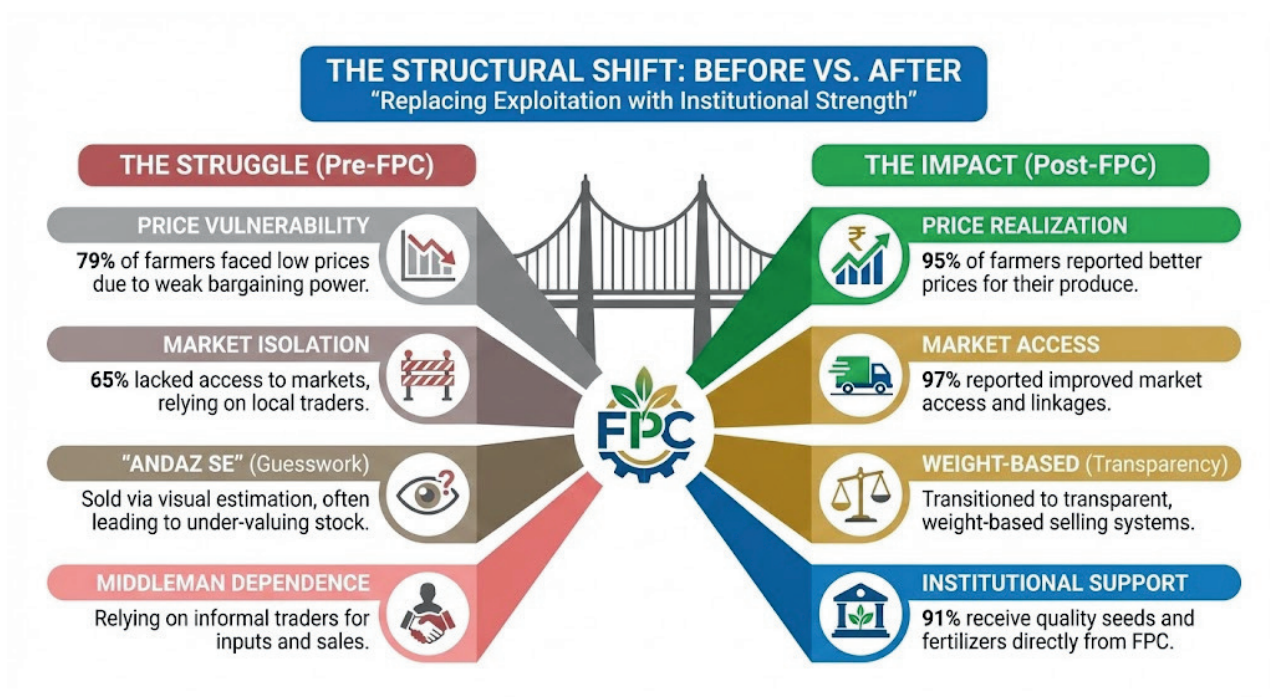 THE STRUCTURAL SHIFT: BEFORE VS. AFTER
“Replacing Exploitation with Institutional Strength”
THE STRUGGLE (Pre-FPC)
PRICE VULNERABILITY
79% of farmers faced low prices
due to weak bargaining power.
MARKET ISOLATION
65% lacked access to markets,
relying on local traders.
“ANDAZ SE” (Guesswork)
Sold via visual estimation, often
leading to under-valuing stock.
MIDDLEMAN DEPENDENCE
Relying on informal traders for
inputs and sales.
FPC
THE IMPACT (Post-FPC)
₹
PRICE REALIZATION
95% of farmers reported better
prices for their produce.
MARKET ACCESS
97% reported improved market
access and linkages.
WEIGHT-BASED (Transparency)
Transitioned to transparent,
weight-based selling systems.
INSTITUTIONAL SUPPORT
91% receive quality seeds and
fertilizers directly from FPC.